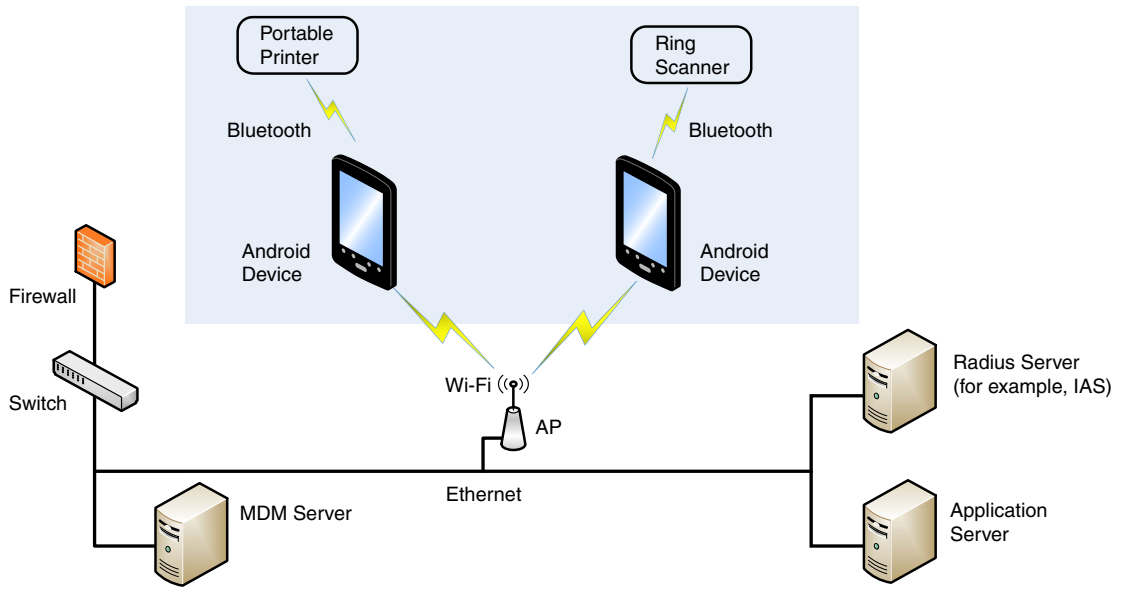 Portable
Printer
Ring
Scanner
Bluetooth
Bluetooth
Android
Device
Android
Device
Firewall
Switch
Wi-Fi
AP
Radius Server
(for example, IAS)
Ethernet
MDM Server
Application
Server